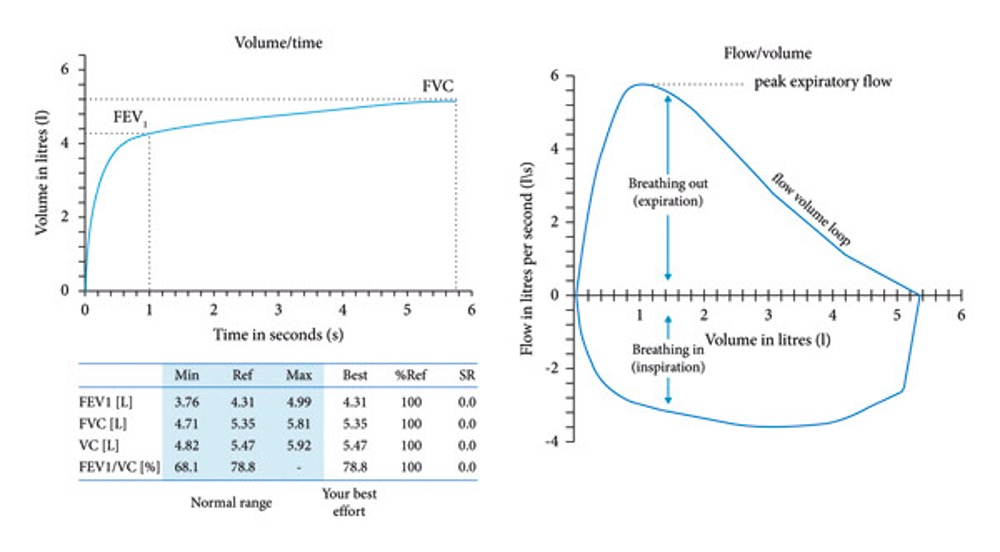 Volume/time
6
4
2
0
Volume in litres (l)
FEV1
FVC
0 1 2 3 4 5 6
Time in seconds (s)
Min Ref Max Best %Ref SR
FEV1 [L] 3.76 4.31 4.99 4.31 100 0.0
FVC [L] 4.71 5.35 5.81 5.35 100 0.0
VC [L] 4.82 5.47 5.92 5.47 100 0.0
FEV1/VC [%] 68.1 78.8 - 78.8 100 0.0
Normal range
Your best
effort
Flow/volume
6
4
2
0
-2
-4
Flow in litres per second (l\s)
peak expiratory flow
Breathing out
(expiration)
flow volume loop
1 2 3 4 5 6
Volume in litres (l)
Breathing in
(inspiration)